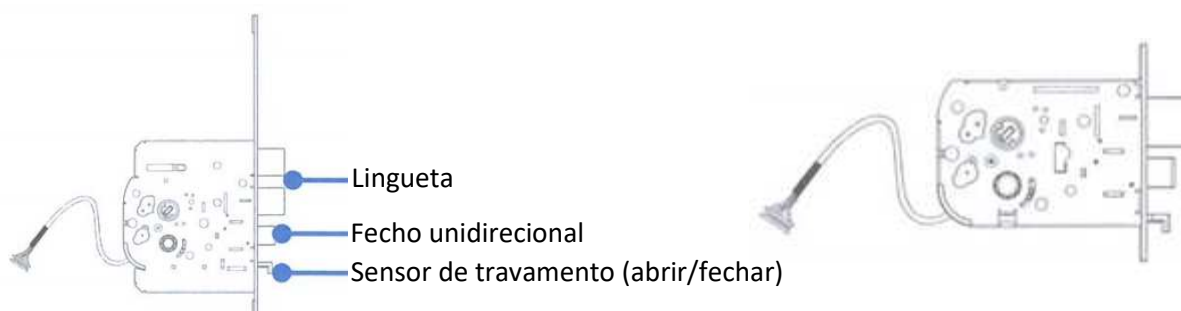 Lingueta
Fecho unidirecional
Sensor de travamento (abrir/fechar)